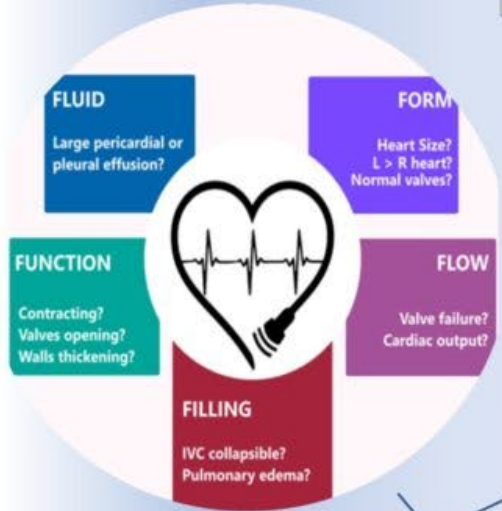 FLUID
Large pericardial or
pleural effusion?
FORM
Heart Size?
L > R heart?
Normal valves?
FUNCTION
Contracting?
Valves opening?
Walls thickening?
FLOW
Valve failure?
Cardiac output?
FILLING
IVC collapsible?
Pulmonary edema?